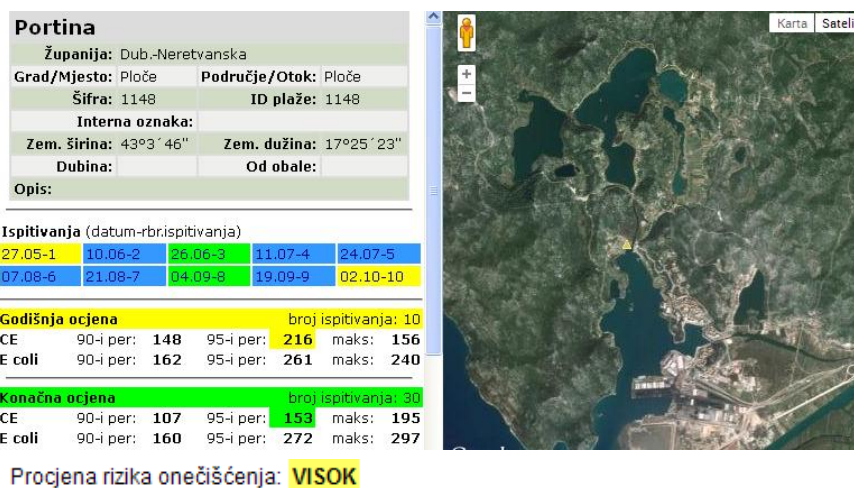 Portina
Županija: Dub.-Neretvanska
Grad/Mjesto: Ploče Područje/Otok: Ploče
Šifra: 1148 ID plaže: 1148
Interna oznaka:
Zem. širina: 43°3´46" Zem. dužina: 17°25´23"
Dubina: Od obale:
Opis:
Ispitivanja (datum-rbr.ispitivanja)
27.05-1 10.06-2 26.06-3 11.07-4 24.07-5
07.08-6 21.08-7 04.09-8 19.09-9 02.10-10
Godišnja ocjena broj ispitivanja: 10
CE 90-i per: 148 95-i per: 216 maks: 156
E coli 90-i per: 162 95-i per: 261 maks: 240
Konačna ocjena broj ispitivanja: 30
CE 90-i per: 107 95-i per: 153 maks: 195
E coli 90-i per: 160 95-i per: 272 maks: 297
Procjena rizika onečišćenja: VISOK
Karta Sateli